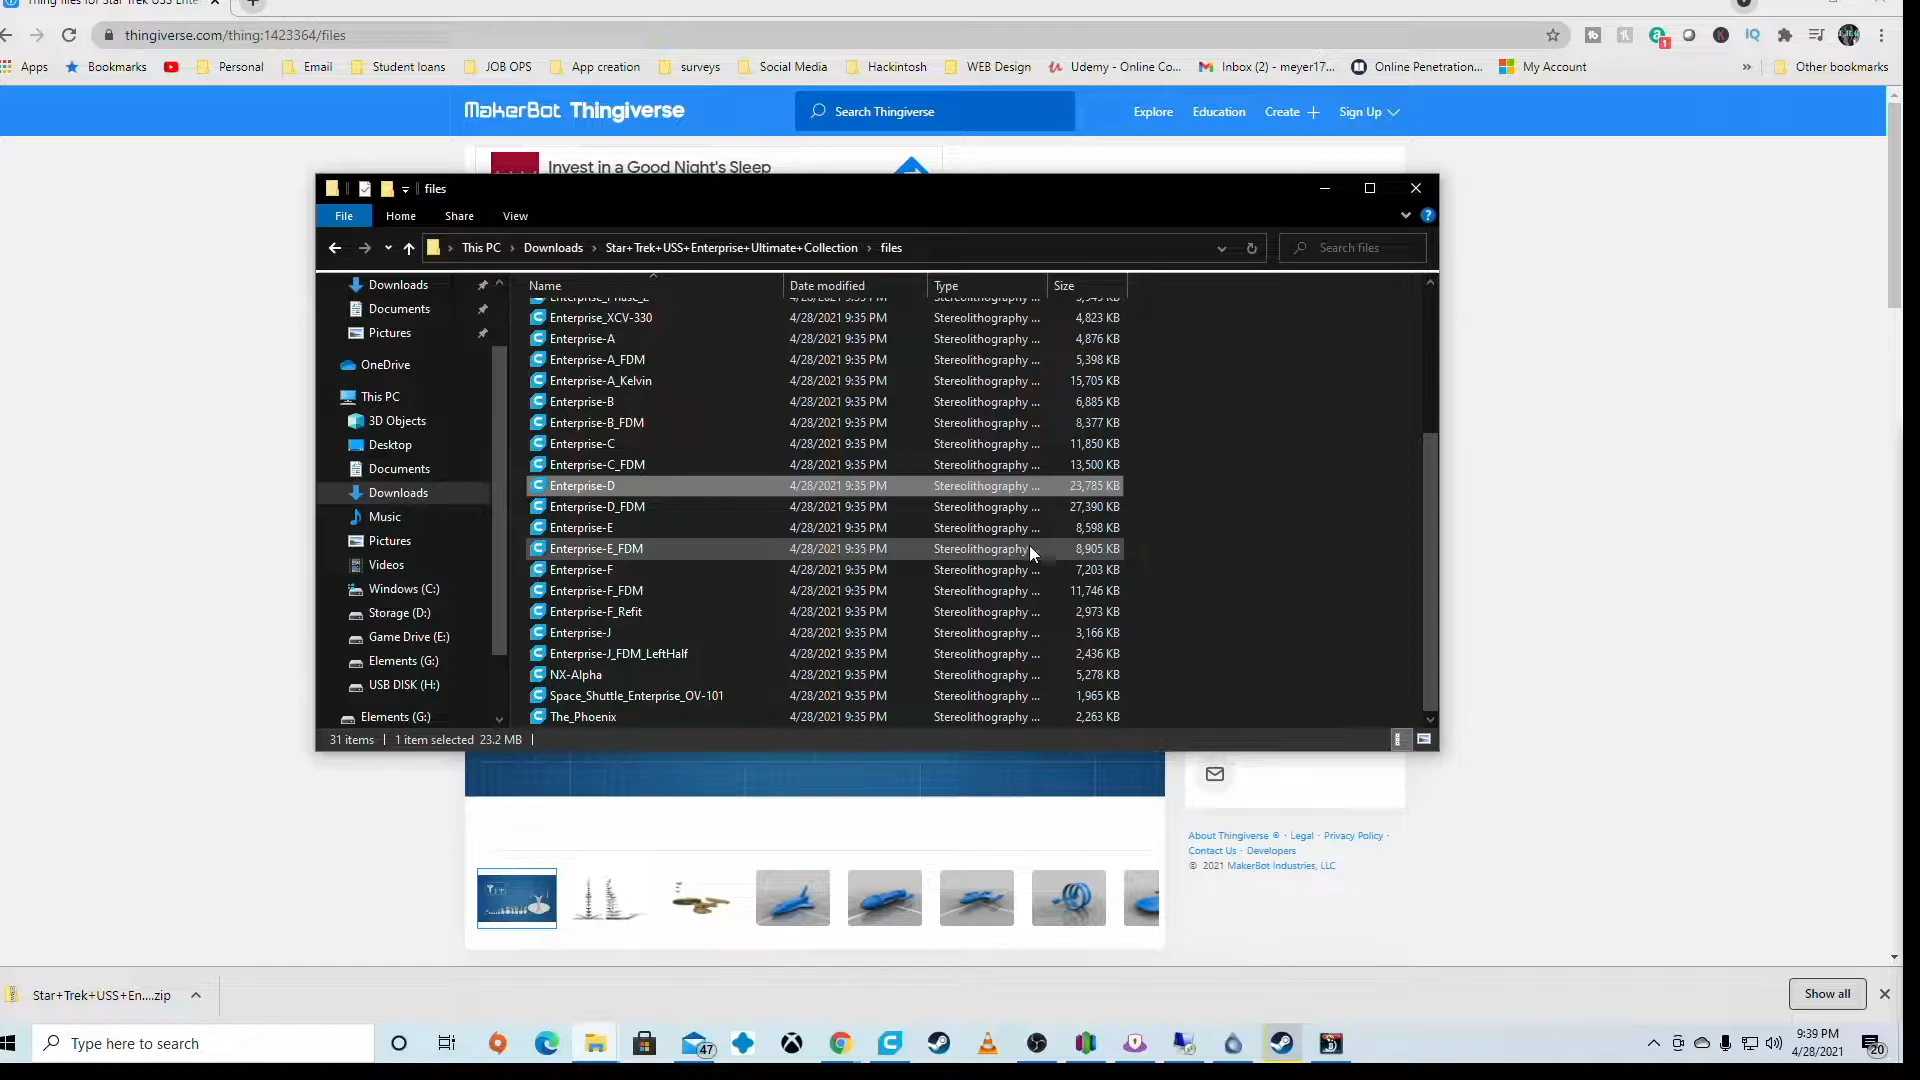 Thing files for Star Trek USS Ente
thingiverse.com/thing:1423364/files
1
IQ
Apps Bookmarks Personal Email Student loans JOB OPS App creation surveys Social Media Hackintosh WEB Design Udemy - Online Co... Inbox (2) - meyer17... Online Penetration... My Account » Other bookmarks
MakerBot Thingiverse Search Thingiverse Explore Education Create Sign Up
Invest in a Good Night's Sleep
files
File Home Share View
This PC Downloads Star+Trek+USS+Enterprise+Ultimate+Collection files Search files
Downloads
Documents
Pictures
OneDrive
This PC
3D Objects
Desktop
Documents
Downloads
Music
Pictures
Videos
Windows (C:)
Storage (D:)
Game Drive (E:)
Elements (G:)
USB DISK (H:)
Elements (G:)
Name Date modified Type Size
Enterprise_XCV-330 4/28/2021 9:35 PM Stereolithography ... 4,823 KB
Enterprise-A 4/28/2021 9:35 PM Stereolithography ... 4,876 KB
Enterprise-A_FDM 4/28/2021 9:35 PM Stereolithography ... 5,398 KB
Enterprise-A_Kelvin 4/28/2021 9:35 PM Stereolithography ... 15,705 KB
Enterprise-B 4/28/2021 9:35 PM Stereolithography ... 6,885 KB
Enterprise-B_FDM 4/28/2021 9:35 PM Stereolithography ... 8,377 KB
Enterprise-C 4/28/2021 9:35 PM Stereolithography ... 11,850 KB
Enterprise-C_FDM 4/28/2021 9:35 PM Stereolithography ... 13,500 KB
Enterprise-D 4/28/2021 9:35 PM Stereolithography ... 23,785 KB
Enterprise-D_FDM 4/28/2021 9:35 PM Stereolithography ... 27,390 KB
Enterprise-E 4/28/2021 9:35 PM Stereolithography ... 8,598 KB
Enterprise-E_FDM 4/28/2021 9:35 PM Stereolithography 8,905 KB
Enterprise-F 4/28/2021 9:35 PM Stereolithography ... 7,203 KB
Enterprise-F_FDM 4/28/2021 9:35 PM Stereolithography ... 11,746 KB
Enterprise-F_Refit 4/28/2021 9:35 PM Stereolithography ... 2,973 KB
Enterprise-J 4/28/2021 9:35 PM Stereolithography ... 3,166 KB
Enterprise-J_FDM_LeftHalf 4/28/2021 9:35 PM Stereolithography ... 2,436 KB
NX-Alpha 4/28/2021 9:35 PM Stereolithography ... 5,278 KB
Space_Shuttle_Enterprise_OV-101 4/28/2021 9:35 PM Stereolithography ... 1,965 KB
The_Phoenix 4/28/2021 9:35 PM Stereolithography ... 2,263 KB
31 items 1 item selected 23.2 MB
About Thingiverse ® · Legal · Privacy Policy ·
Contact Us · Developers
© 2021 MakerBot Industries, LLC
Star+Trek+USS+En....zip Show all
Type here to search
47
9:39 PM
4/28/2021
20